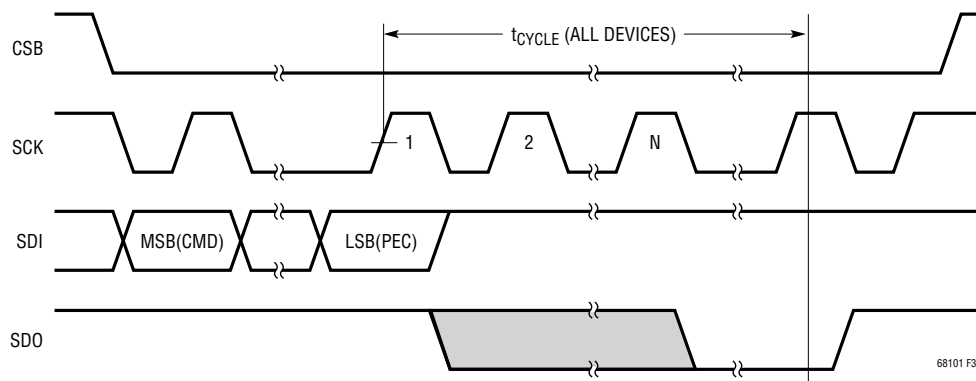 CSB
tCYCLE (ALL DEVICES)
SCK
1
2
N
SDI
MSB(CMD)
LSB(PEC)
SDO
68101 F3